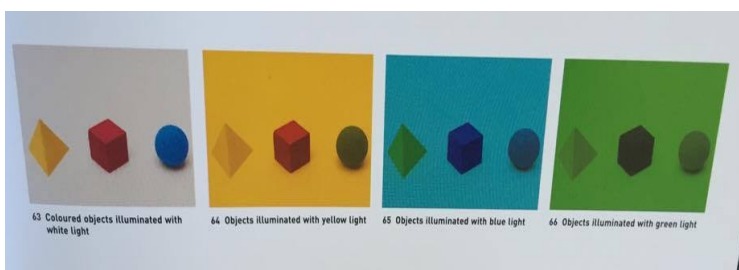 63 Coloured objects illuminated with
white light
64 Objects illuminated with yellow light
65 Objects illuminated with blue light
66 Objects illuminated with green light